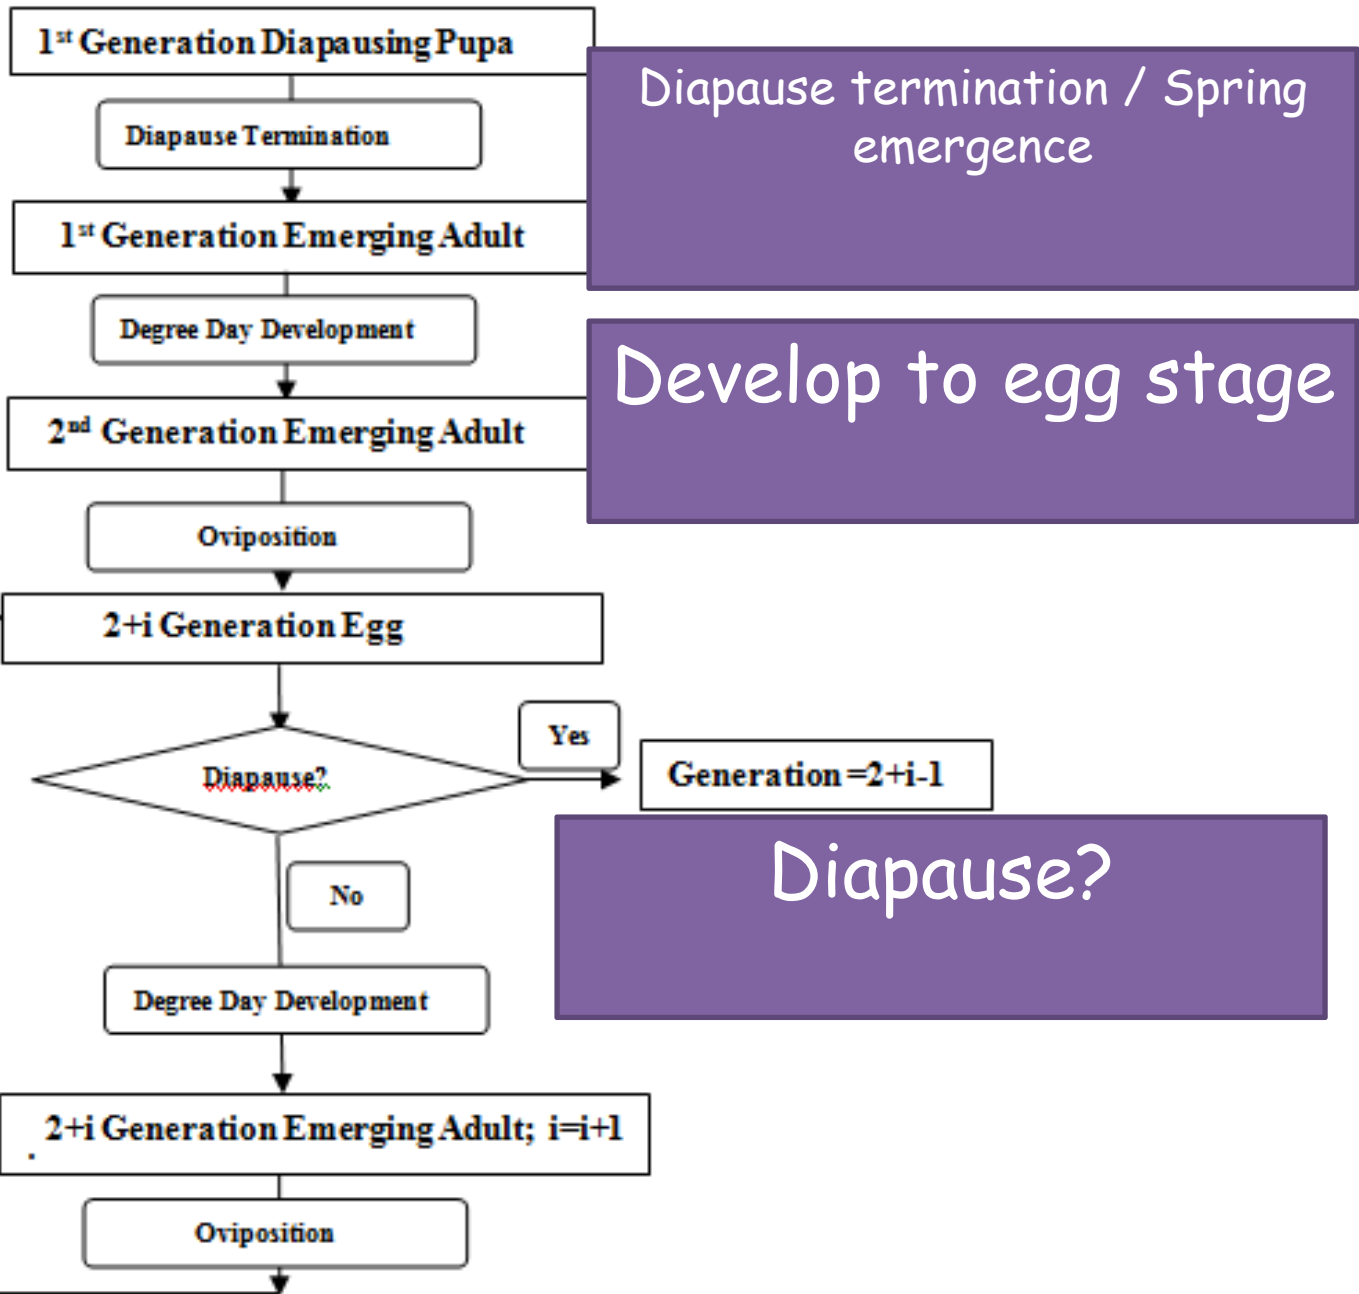 1st Generation Diapausing Pupa
Diapause termination / Spring
emergence
Diapause Termination
1st Generation Emerging Adult
Degree Day Development
Develop to egg stage
2nd Generation Emerging Adult
Oviposition
2+i Generation Egg
Yes
Diapause?
Generation=2+i-1
Diapause?
No
Degree Day Development
2+i Generation Emerging Adult; i=i+1
.
Oviposition